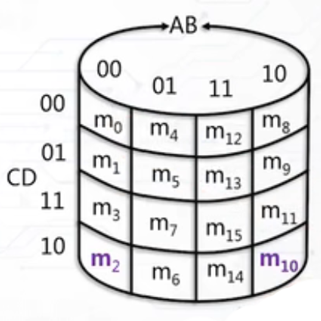 AB
00 01 11 10
00 m₀ m₄ m₁₂ m₈
01 m₁ m₅ m₁₃ m₉
CD
11 m₃ m₇ m₁₅ m₁₁
10 m₂ m₆ m₁₄ m₁₀